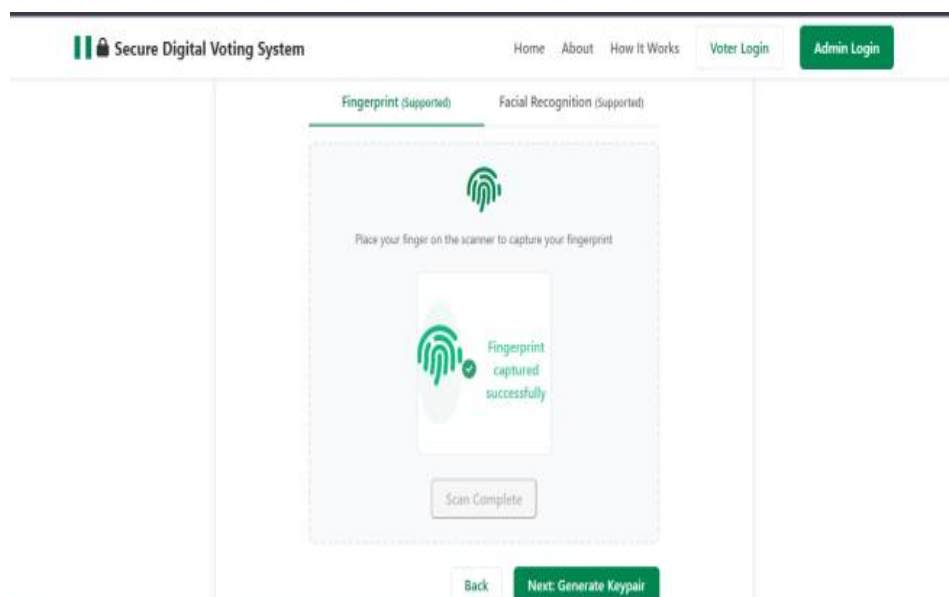 Secure Digital Voting System Home About How It Works Voter Login Admin Login
Fingerprint (Supported) Facial Recognition (Supported)
Place your finger on the scanner to capture your fingerprint
Fingerprint
captured
successfully
Scan Complete
Back Next: Generate Keypair